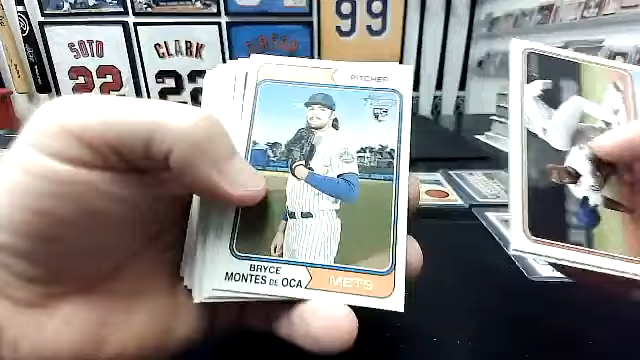 SOTO
22
CLARK
22
99
PITCHER
BRYCE
MONTES DE OCA
METS